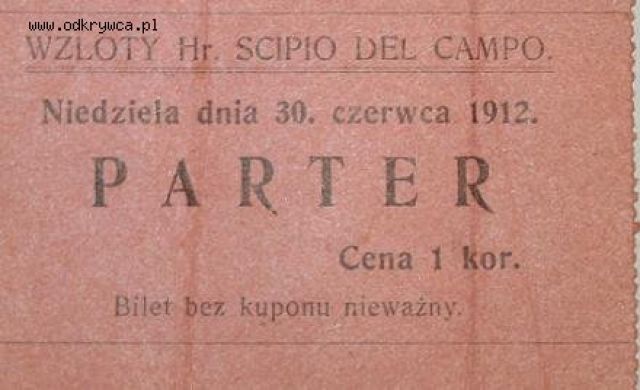 www.odkrywca.pl
WZLOTY Hr. SCIPIO DEL CAMPO.
Niedziela dnia 30. czerwca 1912.
PARTER
Cena 1 kor.
Bilet bez kuponu nieważny.